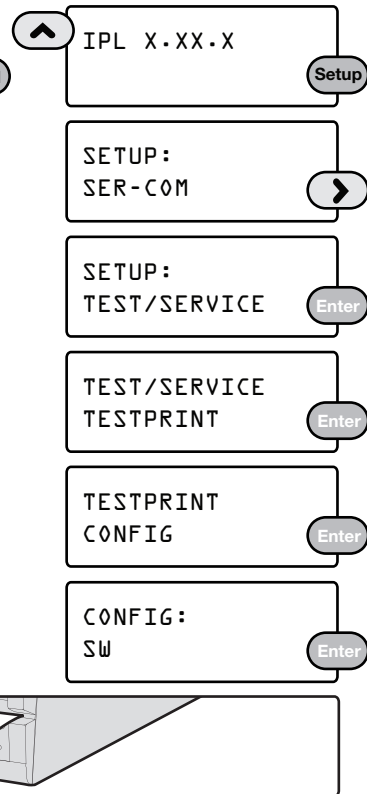 IPL X.XX.X
Setup
SETUP:
SER-COM
SETUP:
TEST/SERVICE
Enter
TEST/SERVICE
TESTPRINT
Enter
TESTPRINT
CONFIG
Enter
CONFIG:
SW
Enter